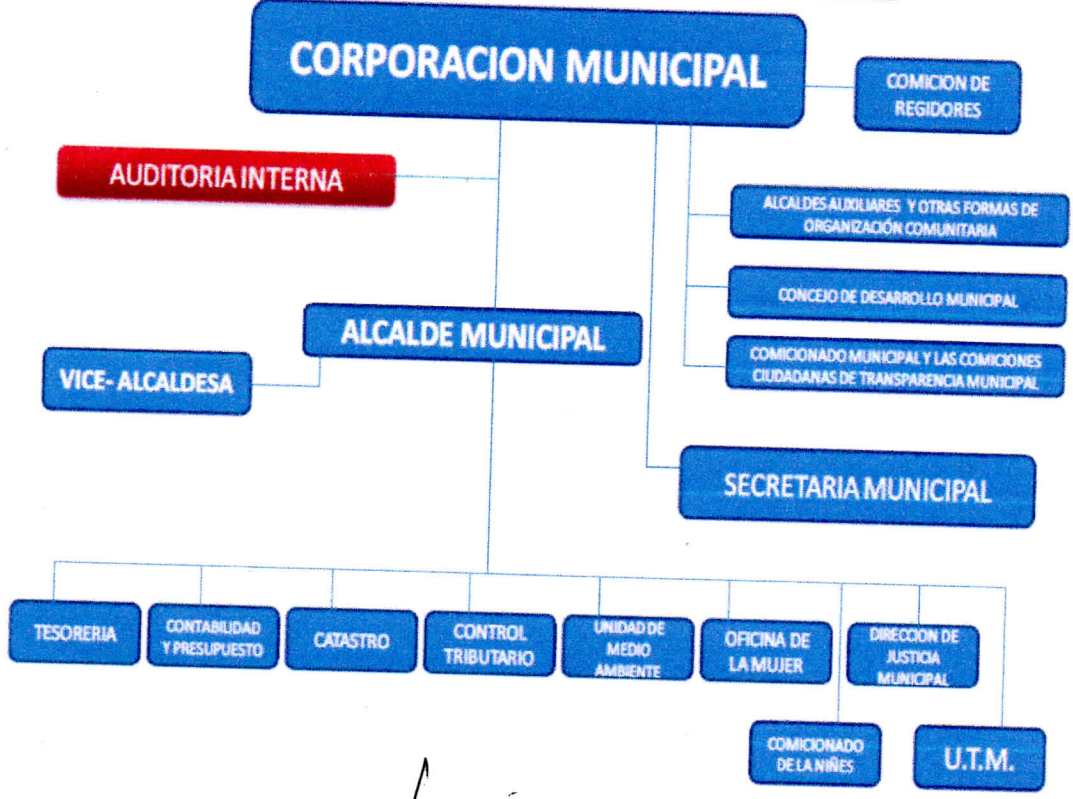 CORPORACION MUNICIPAL
COMICION DE
REGIDORES
AUDITORIA INTERNA
ALCALDES AUXILIARES Y OTRAS FORMAS DE
ORGANIZACIÓN COMUNITARIA
CONCEJO DE DESARROLLO MUNICIPAL
ALCALDE MUNICIPAL
COMICIONADO MUNICIPAL Y LAS COMICIONES
CIUDADANAS DE TRANSPARENCIA MUNICIPAL
VICE- ALCALDESA
SECRETARIA MUNICIPAL
TESORERIA
CONTABILIDAD
Y PRESUPUESTO
CATASTRO
CONTROL
TRIBUTARIO
UNIDAD DE
MEDIO
AMBIENTE
OFICINA DE
LA MUJER
DIRECCION DE
JUSTICIA
MUNICIPAL
COMICIONADO
DE LA NIÑES
U.T.M.